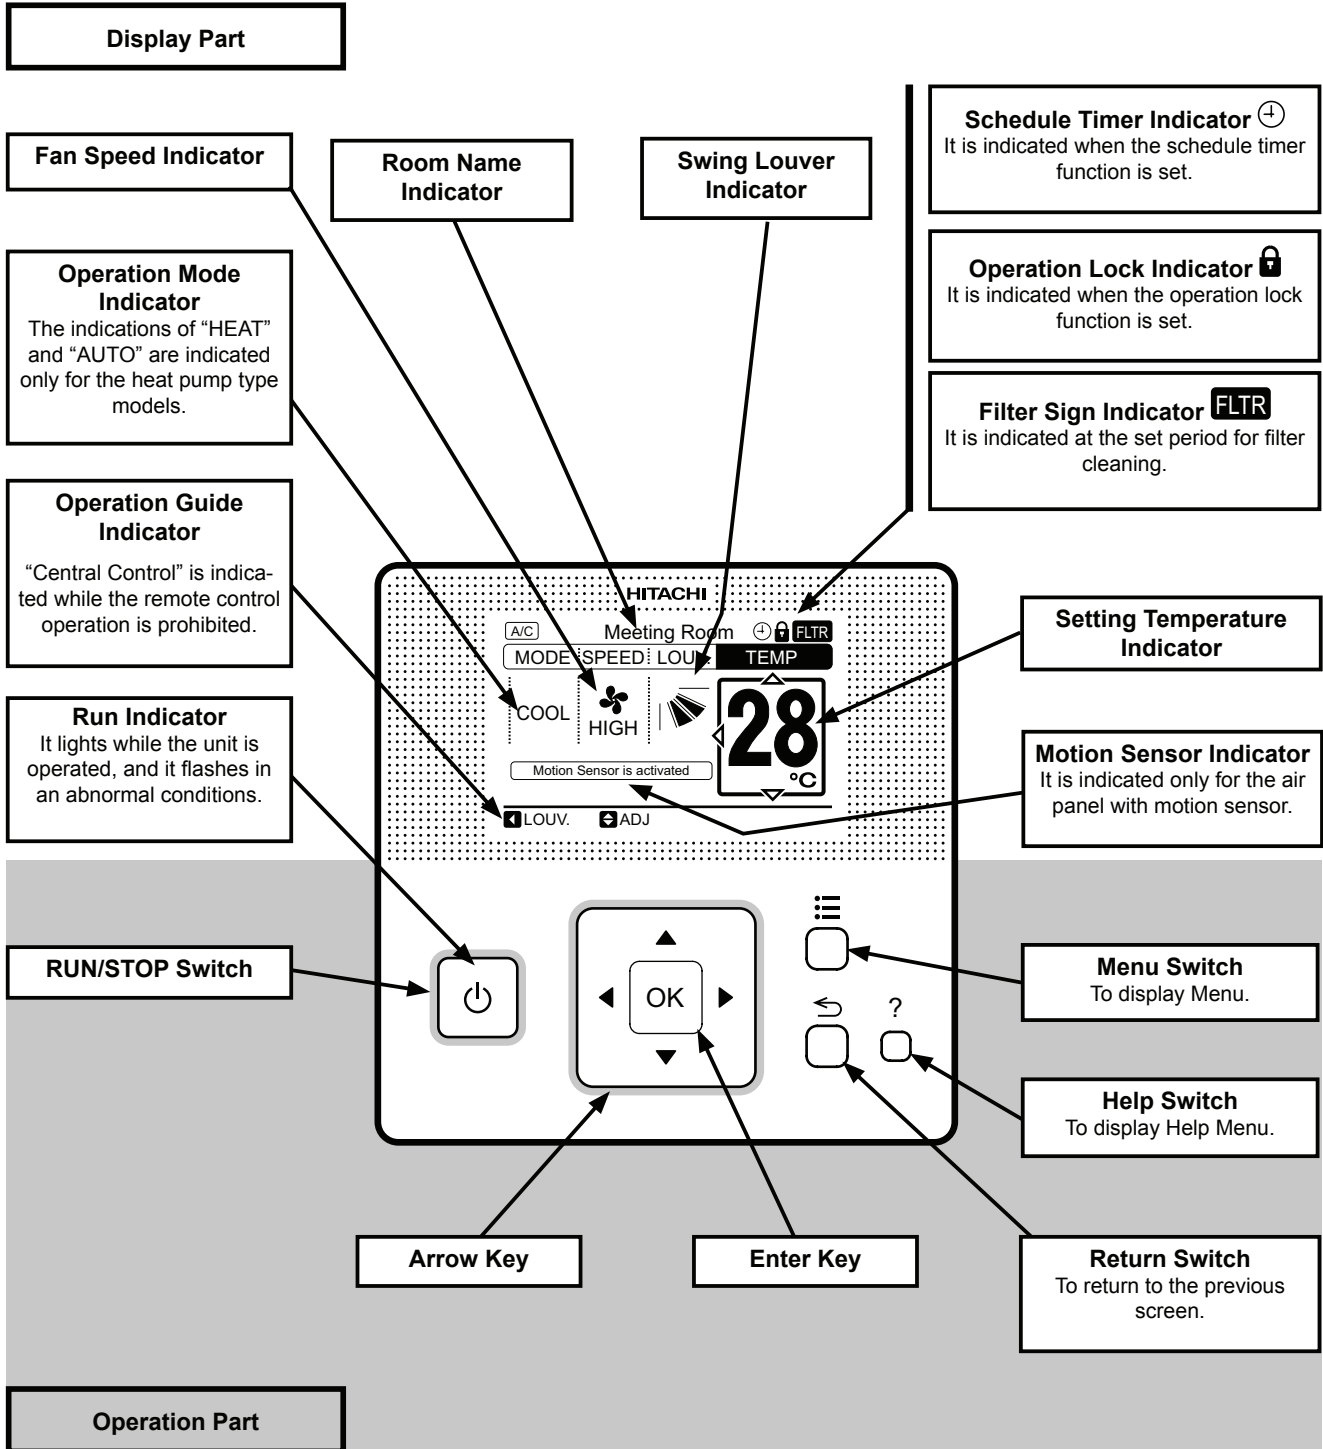 Display Part
Fan Speed Indicator
Room Name
Indicator
Swing Louver
Indicator
Schedule Timer Indicator
It is indicated when the schedule timer
function is set.
Operation Mode
Indicator
The indications of “HEAT”
and “AUTO” are indicated
only for the heat pump type
models.
Operation Lock Indicator
It is indicated when the operation lock
function is set.
Filter Sign Indicator FLTR
It is indicated at the set period for filter
cleaning.
Operation Guide
Indicator
“Central Control” is indica-
ted while the remote control
operation is prohibited.
HITACHI
A/C Meeting Room FLTR
MODE SPEED LOUV. TEMP
COOL
HIGH
28
°C
Motion Sensor is activated
LOUV. ADJ
Setting Temperature
Indicator
Run Indicator
It lights while the unit is
operated, and it flashes in
an abnormal conditions.
Motion Sensor Indicator
It is indicated only for the air
panel with motion sensor.
RUN/STOP Switch
OK
?
Menu Switch
To display Menu.
Help Switch
To display Help Menu.
Arrow Key
Enter Key
Return Switch
To return to the previous
screen.
Operation Part